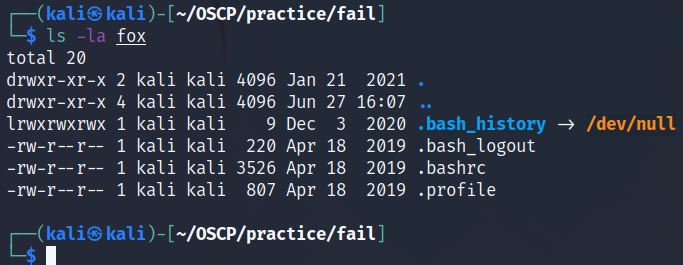 ┌──(kali㉿kali)-[~/OSCP/practice/fail]
└─$ ls -la fox
total 20
drwxr-xr-x 2 kali kali 4096 Jan 21  2021 .
drwxr-xr-x 4 kali kali 4096 Jun 27 16:07 ..
lrwxrwxrwx 1 kali kali    9 Dec  3  2020 .bash_history → /dev/null
-rw-r--r-- 1 kali kali  220 Apr 18  2019 .bash_logout
-rw-r--r-- 1 kali kali 3526 Apr 18  2019 .bashrc
-rw-r--r-- 1 kali kali  807 Apr 18  2019 .profile
┌──(kali㉿kali)-[~/OSCP/practice/fail]
└─$